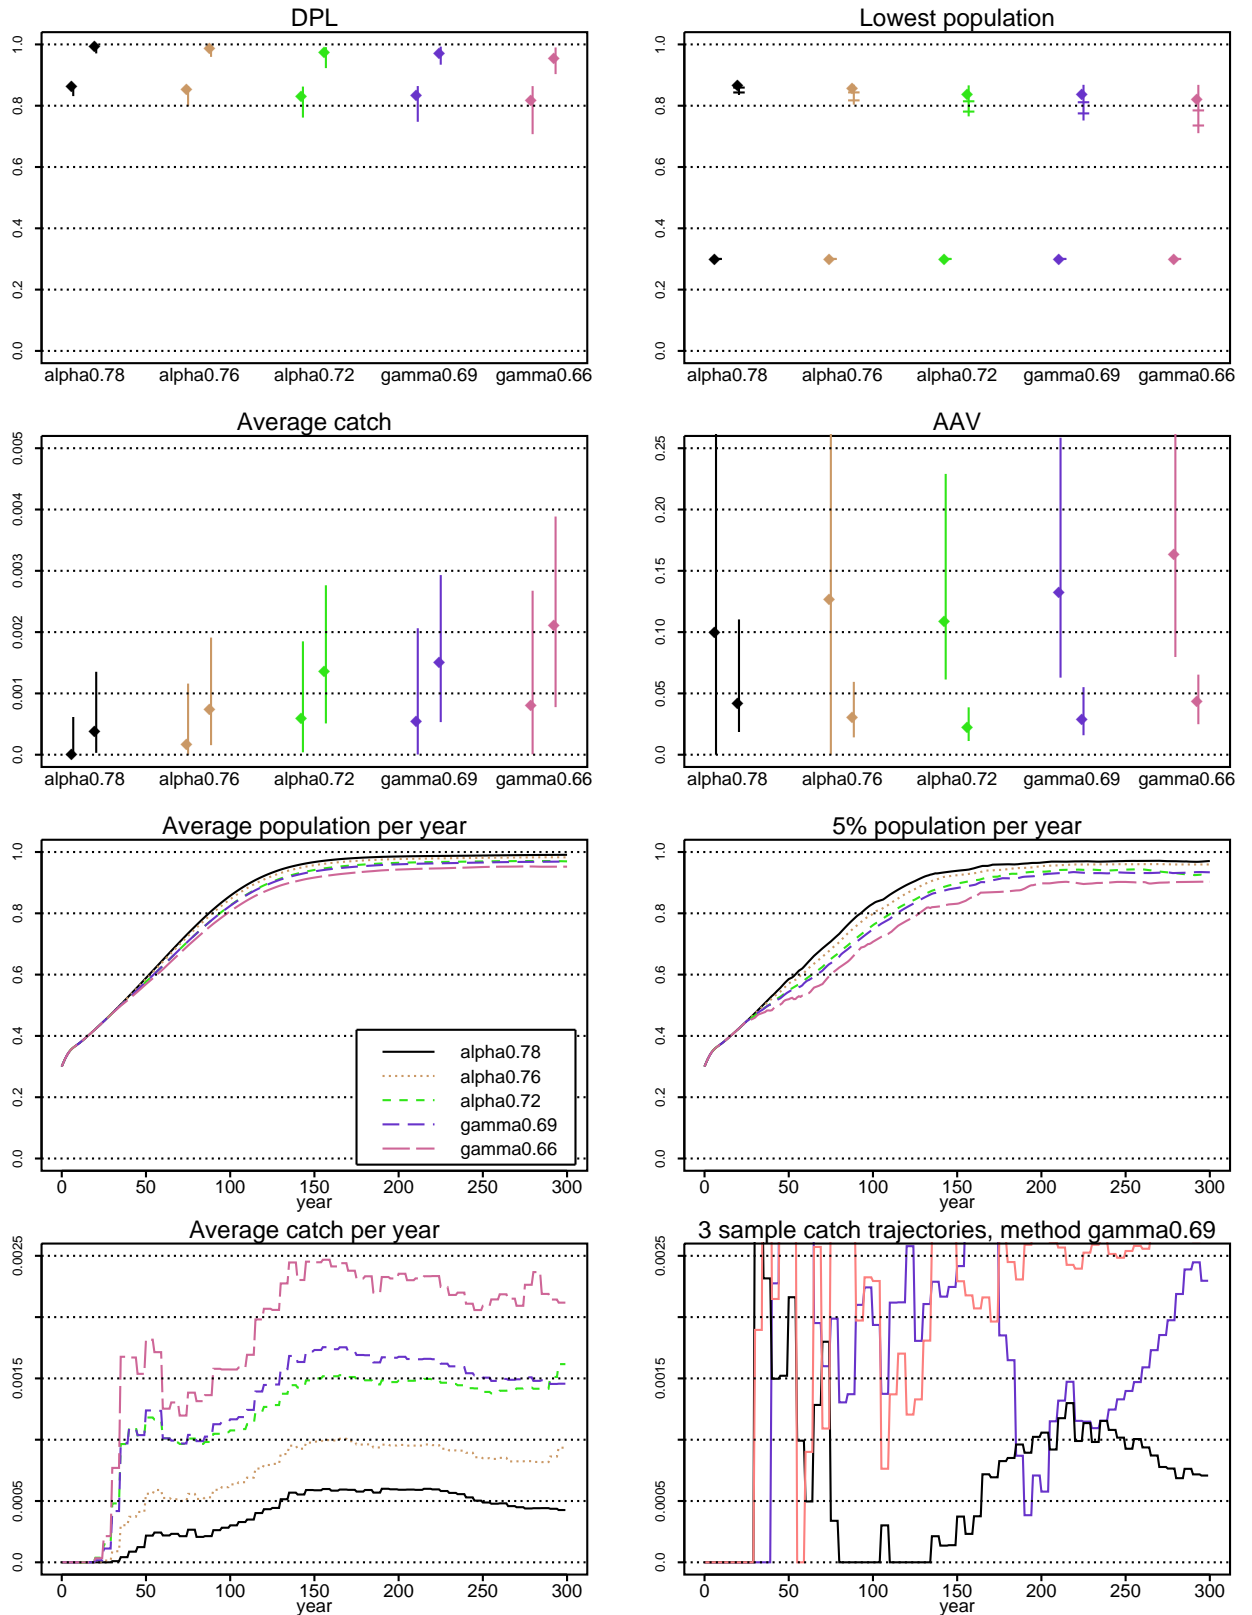 DPL
1.0
0.8
0.6
0.4
0.2
0.0
alpha0.78 alpha0.76 alpha0.72 gamma0.69 gamma0.66
Lowest population
1.0
0.8
0.6
0.4
0.2
0.0
alpha0.78 alpha0.76 alpha0.72 gamma0.69 gamma0.66
Average catch
0.005
0.004
0.003
0.002
0.001
0.0
alpha0.78 alpha0.76 alpha0.72 gamma0.69 gamma0.66
AAV
0.25
0.20
0.15
0.10
0.05
0.0
alpha0.78 alpha0.76 alpha0.72 gamma0.69 gamma0.66
Average population per year
1.0
0.8
0.6
0.4
0.2
0.0
alpha0.78
alpha0.76
alpha0.72
gamma0.69
gamma0.66
0 50 100 150 200 250 300
year
5% population per year
1.0
0.8
0.6
0.4
0.2
0.0
0 50 100 150 200 250 300
year
Average catch per year
0.0025
0.0015
0.0005
0.0
0 50 100 150 200 250 300
year
3 sample catch trajectories, method gamma0.69
0.0025
0.0015
0.0005
0.0
0 50 100 150 200 250 300
year